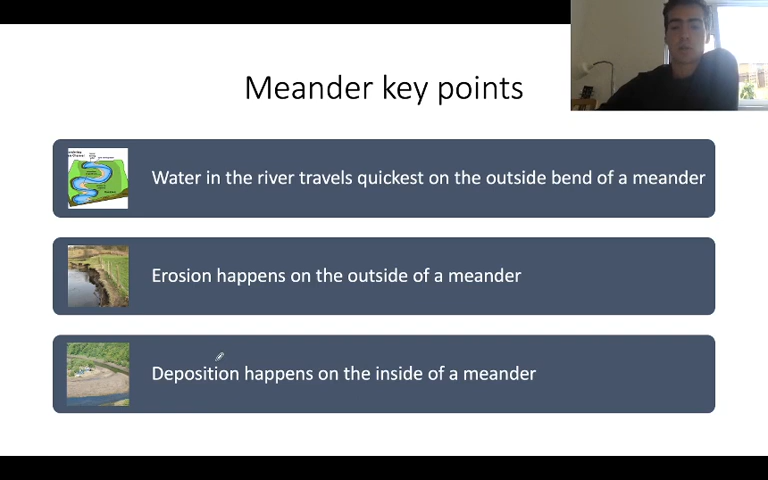 Meander key points
Water in the river travels quickest on the outside bend of a meander
Erosion happens on the outside of a meander
Deposition happens on the inside of a meander